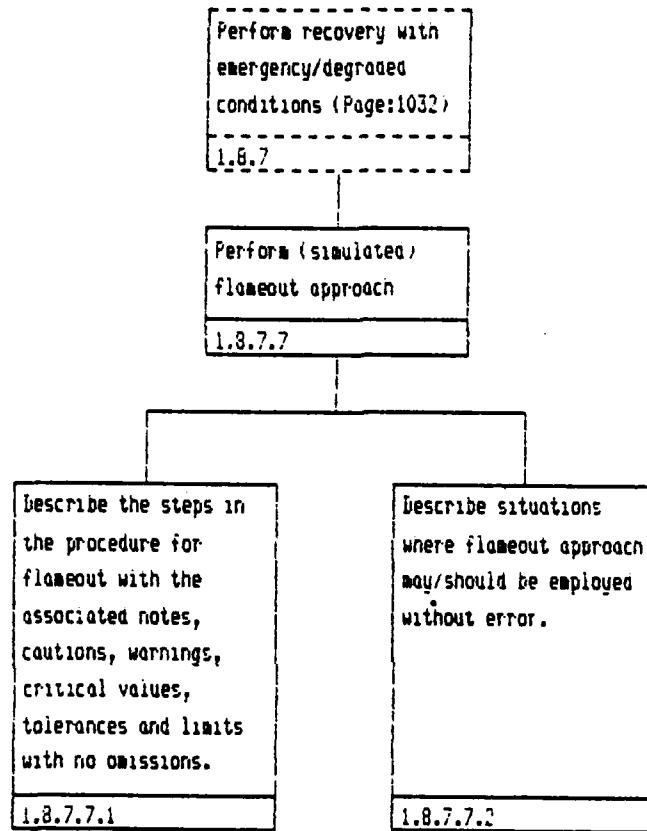 Perform recovery with
emergency/degraded
conditions (Page:1032)
1.8.7
Perform (simulated)
flameout approach
1.8.7.7
Describe the steps in
the procedure for
flameout with the
associated notes,
cautions, warnings,
critical values,
tolerances and limits
with no omissions.
1.8.7.7.1
Describe situations
where flameout approach
may/should be employed
without error.
1.8.7.7.2